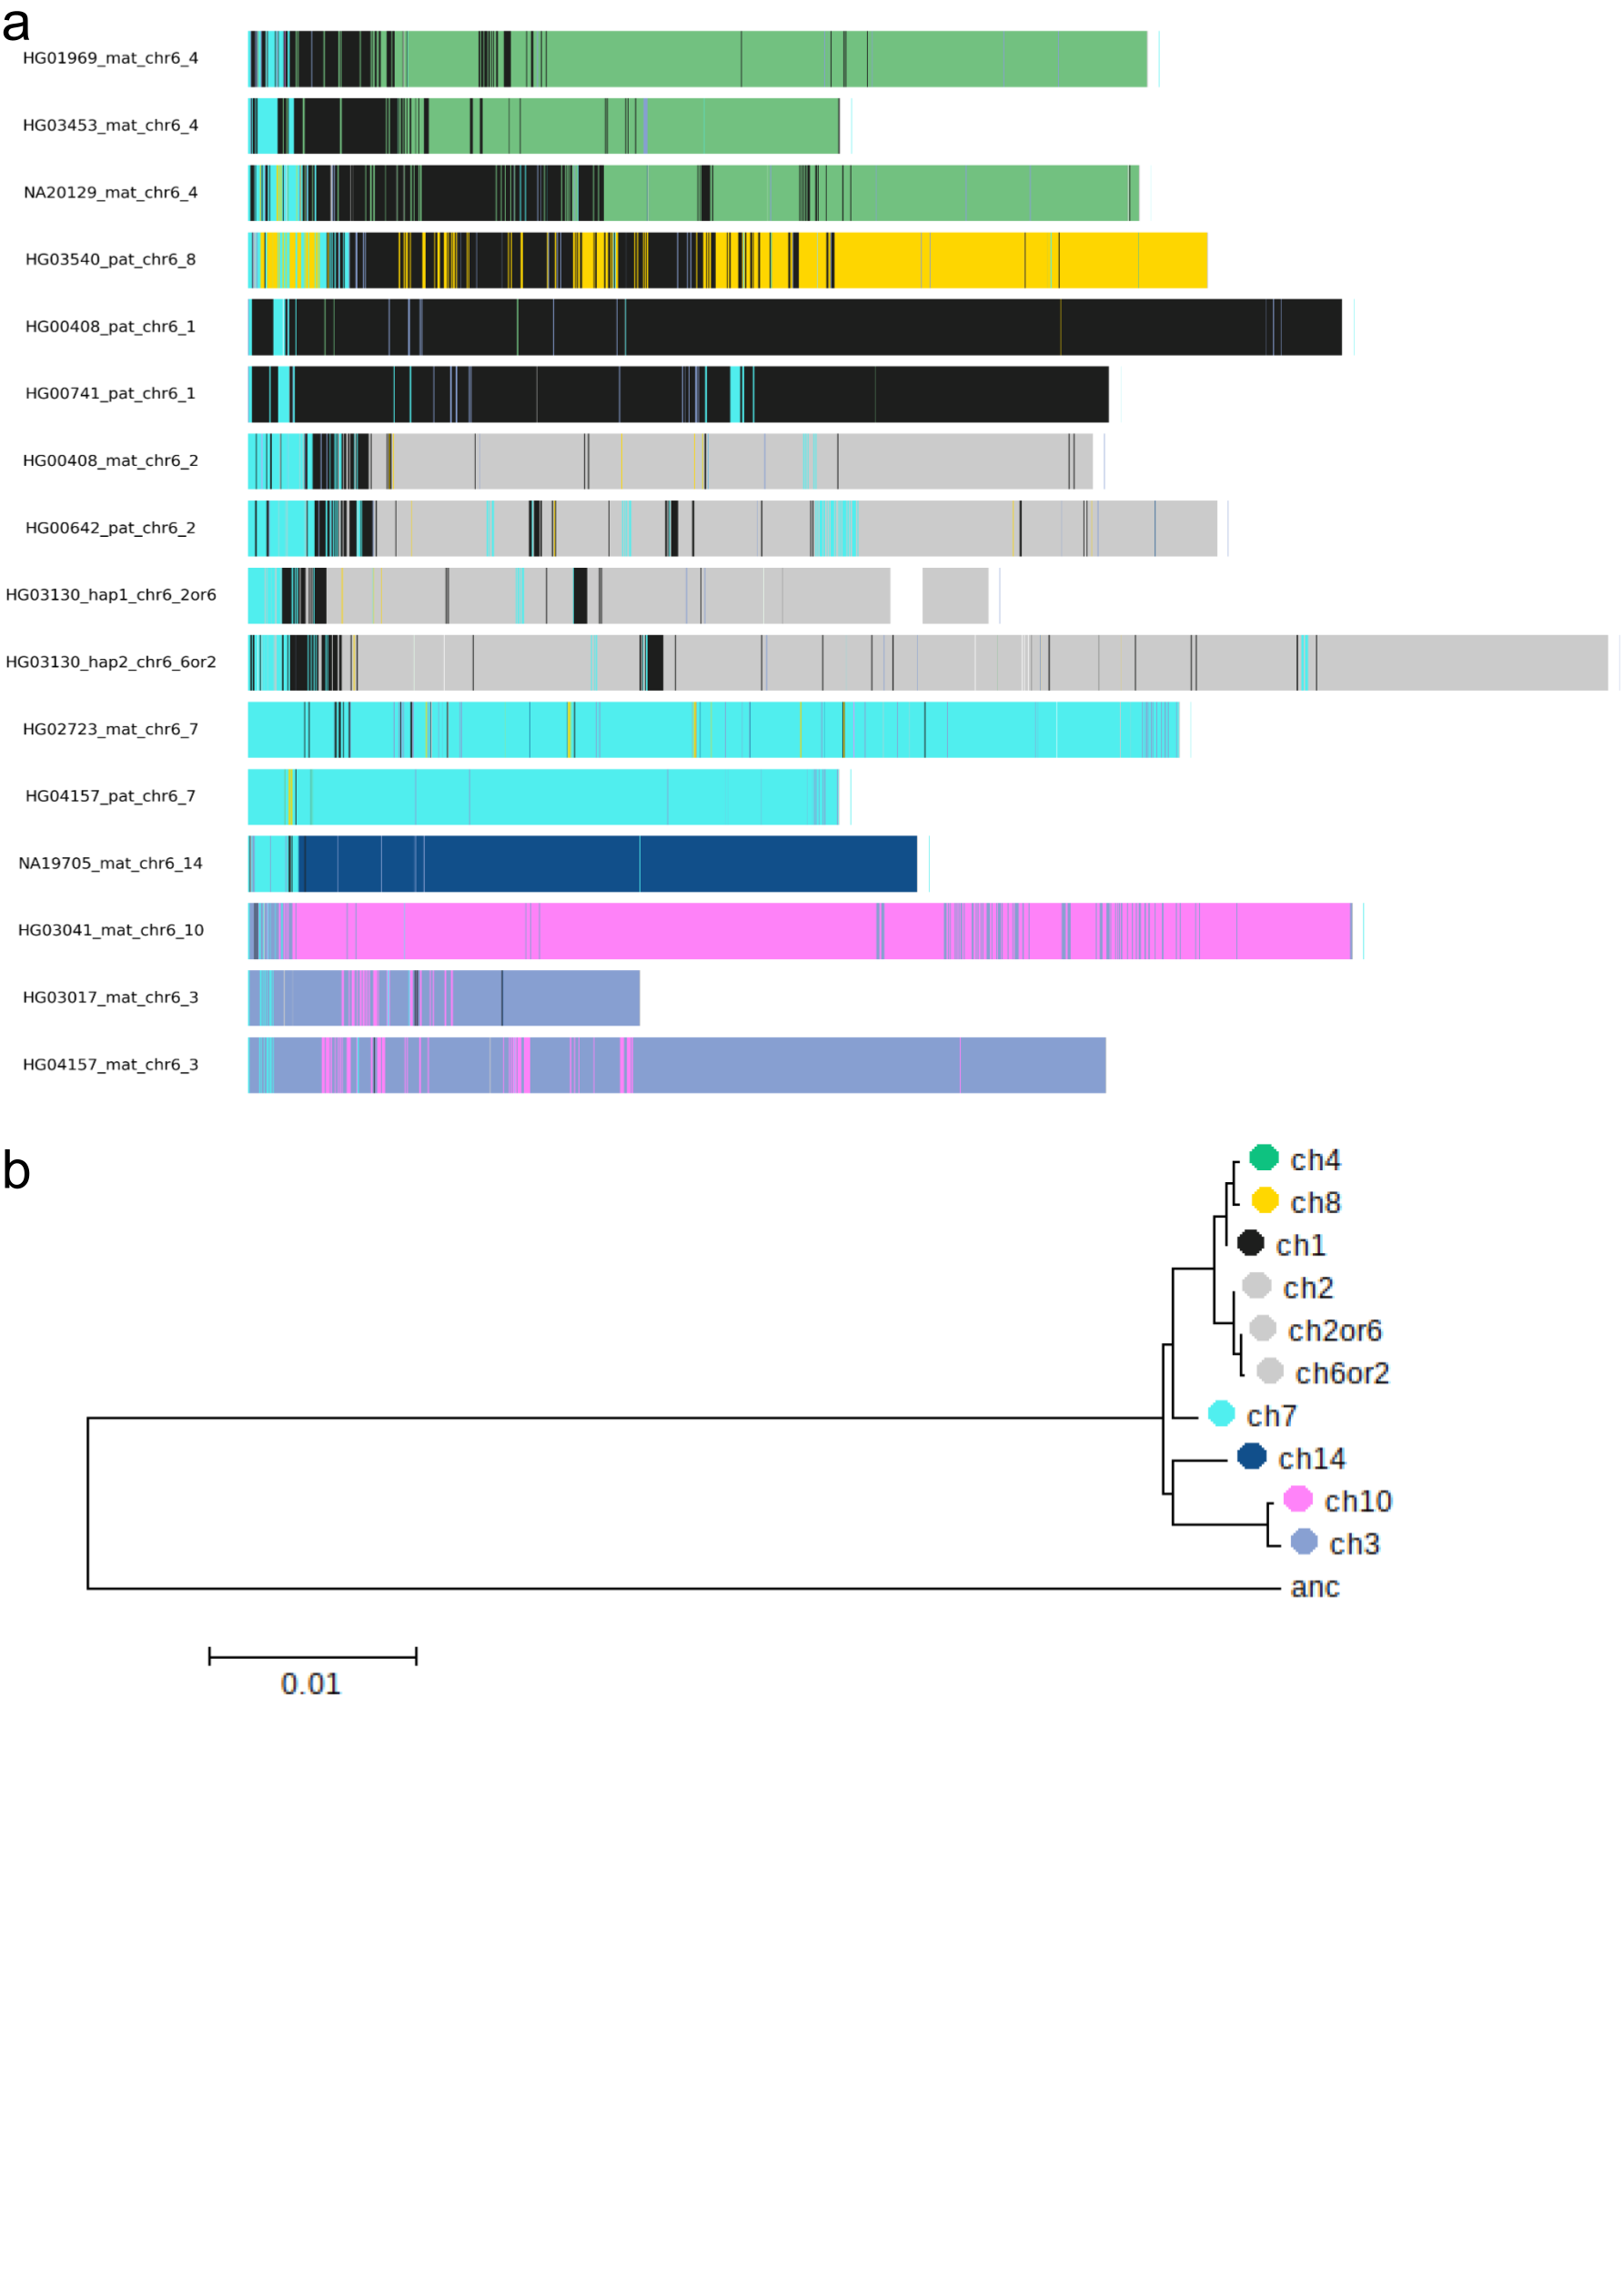 a
HG01969_mat_chr6_4
HG03453_mat_chr6_4
NA20129_mat_chr6_4
HG03540_pat_chr6_8
HG00408_pat_chr6_1
HG00741_pat_chr6_1
HG00408_mat_chr6_2
HG00642_pat_chr6_2
HG03130_hap1_chr6_2or6
HG03130_hap2_chr6_6or2
HG02723_mat_chr6_7
HG04157_pat_chr6_7
NA19705_mat_chr6_14
HG03041_mat_chr6_10
HG03017_mat_chr6_3
HG04157_mat_chr6_3
b
ch4
ch8
ch1
ch2
ch2or6
ch6or2
ch7
ch14
ch10
ch3
anc
0.01